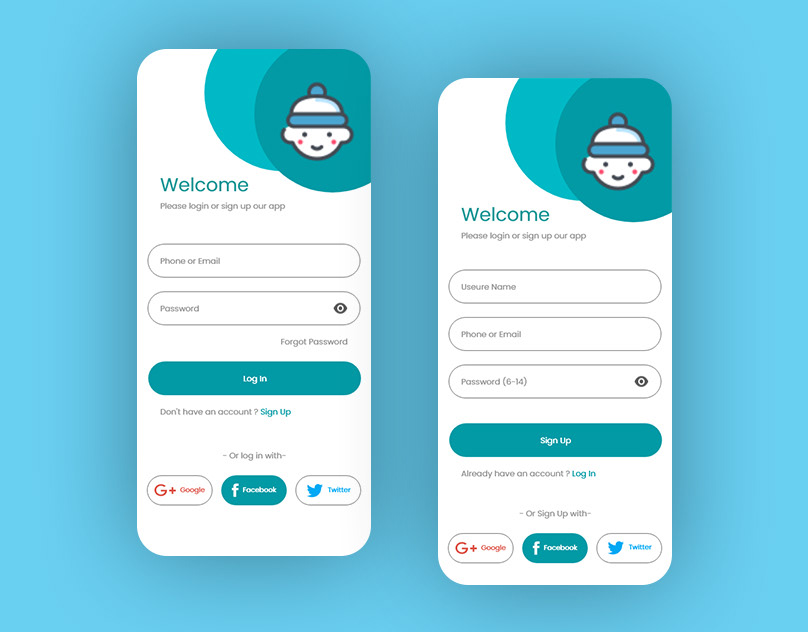 Welcome
Please login or sign up our app
Phone or Email
Password
Forgot Password
Log In
Don't have an account ? Sign Up
- Or log in with-
G+ Google
f Facebook
Twitter
Welcome
Please login or sign up our app
Useure Name
Phone or Email
Password (6-14)
Sign Up
Already have an account ? Log In
- Or Sign Up with-
G+ Google
f Facebook
Twitter